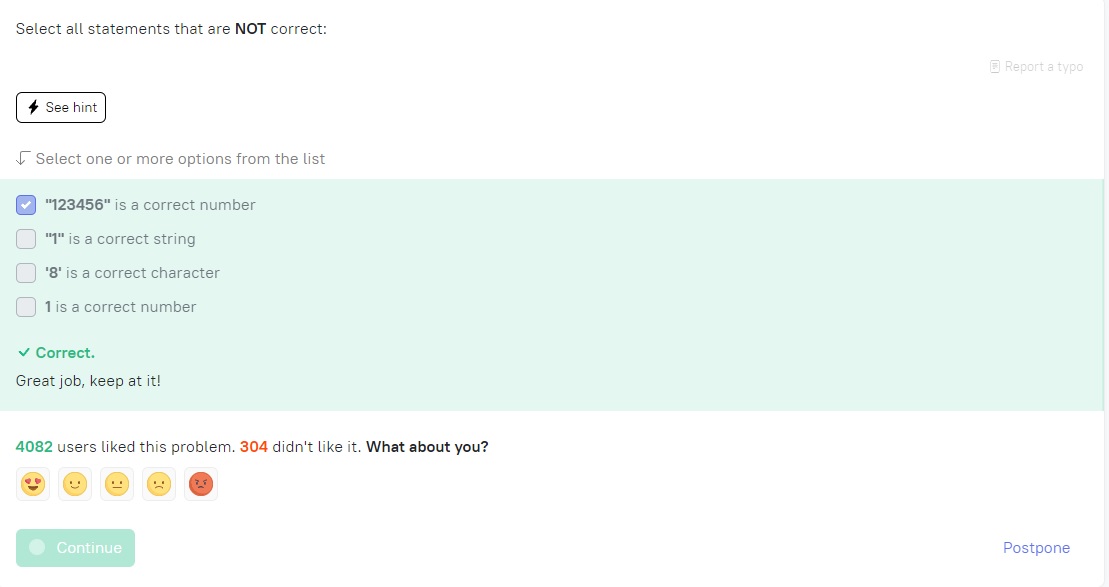 Select all statements that are NOT correct:
Report a typo
See hint
Select one or more options from the list
"123456" is a correct number
"1" is a correct string
'8' is a correct character
1 is a correct number
Correct.
Great job, keep at it!
4082 users liked this problem. 304 didn't like it. What about you?
Continue
Postpone